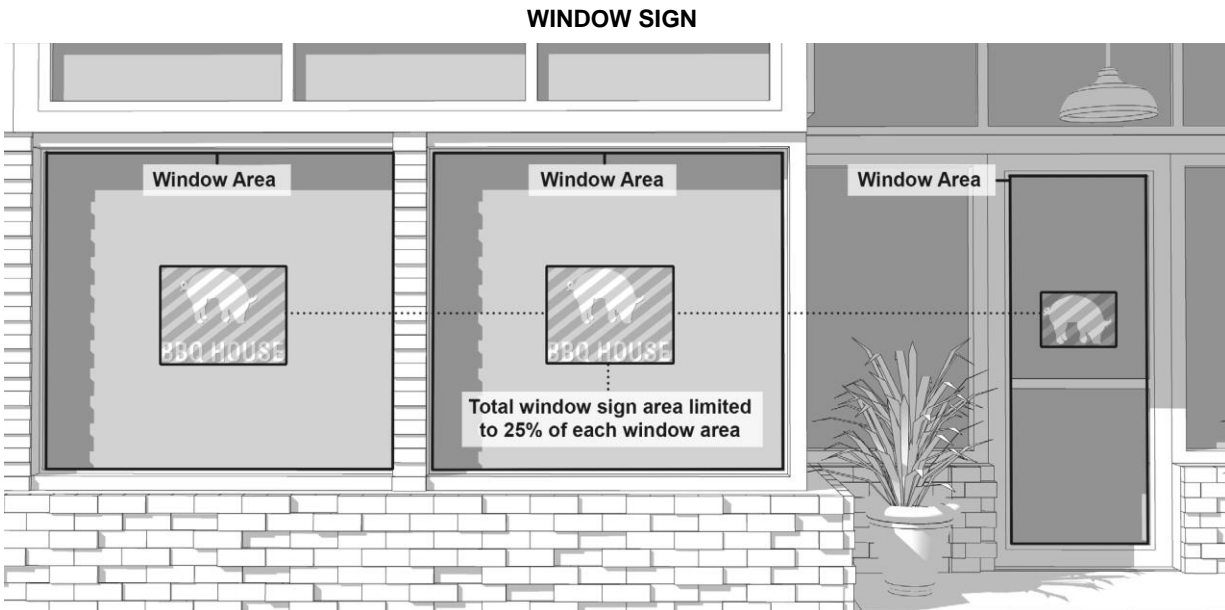 WINDOW SIGN
Window Area
Window Area
Window Area
BBQ HOUSE
BBQ HOUSE
Total window sign area limited
to 25% of each window area